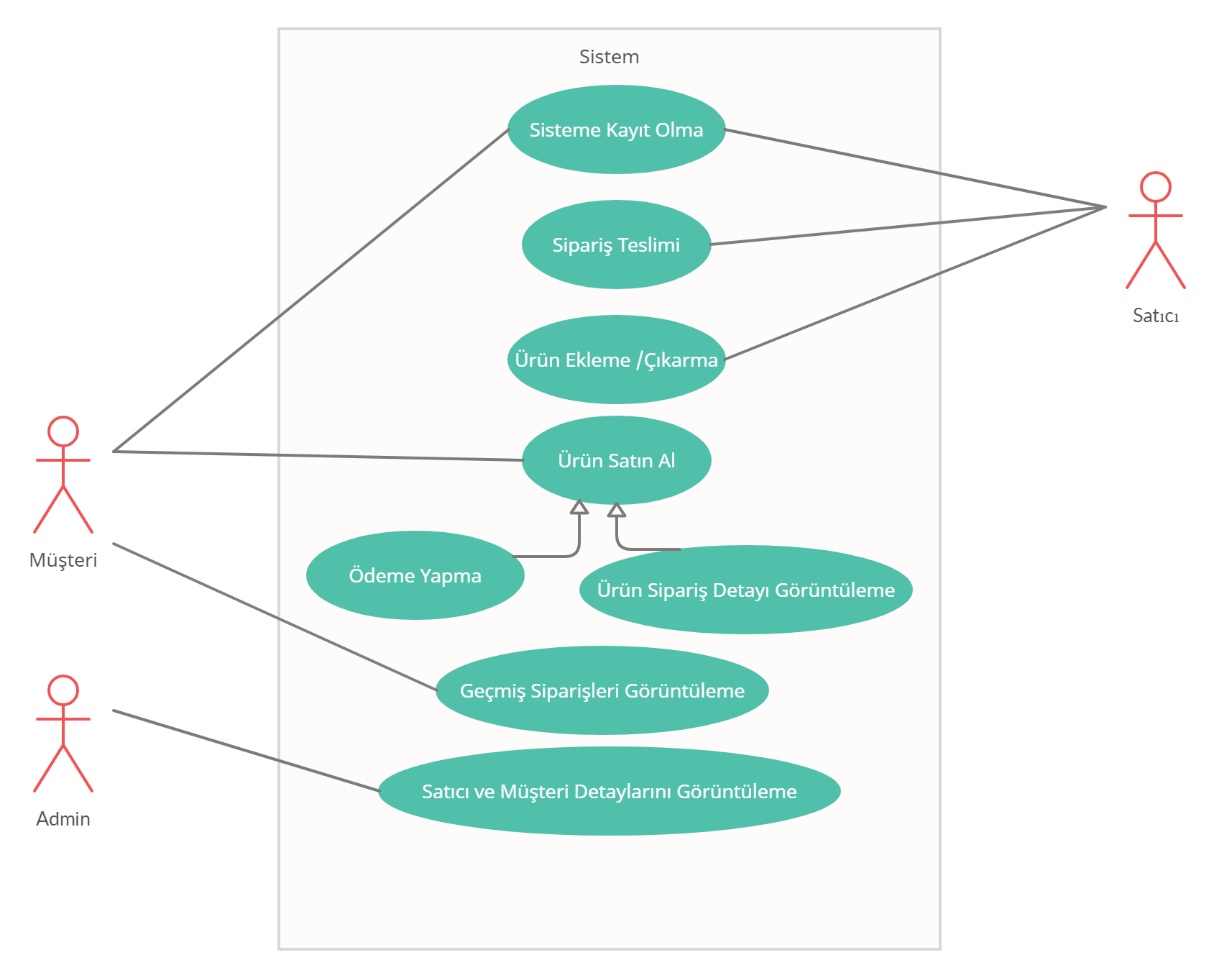 Sistem
Sisteme Kayıt Olma
Sipariş Teslimi
Satıcı
Ürün Ekleme /Çıkarma
Ürün Satın Al
Müşteri
Ödeme Yapma
Ürün Sipariş Detayı Görüntüleme
Geçmiş Siparişleri Görüntüleme
Satıcı ve Müşteri Detaylarını Görüntüleme
Admin